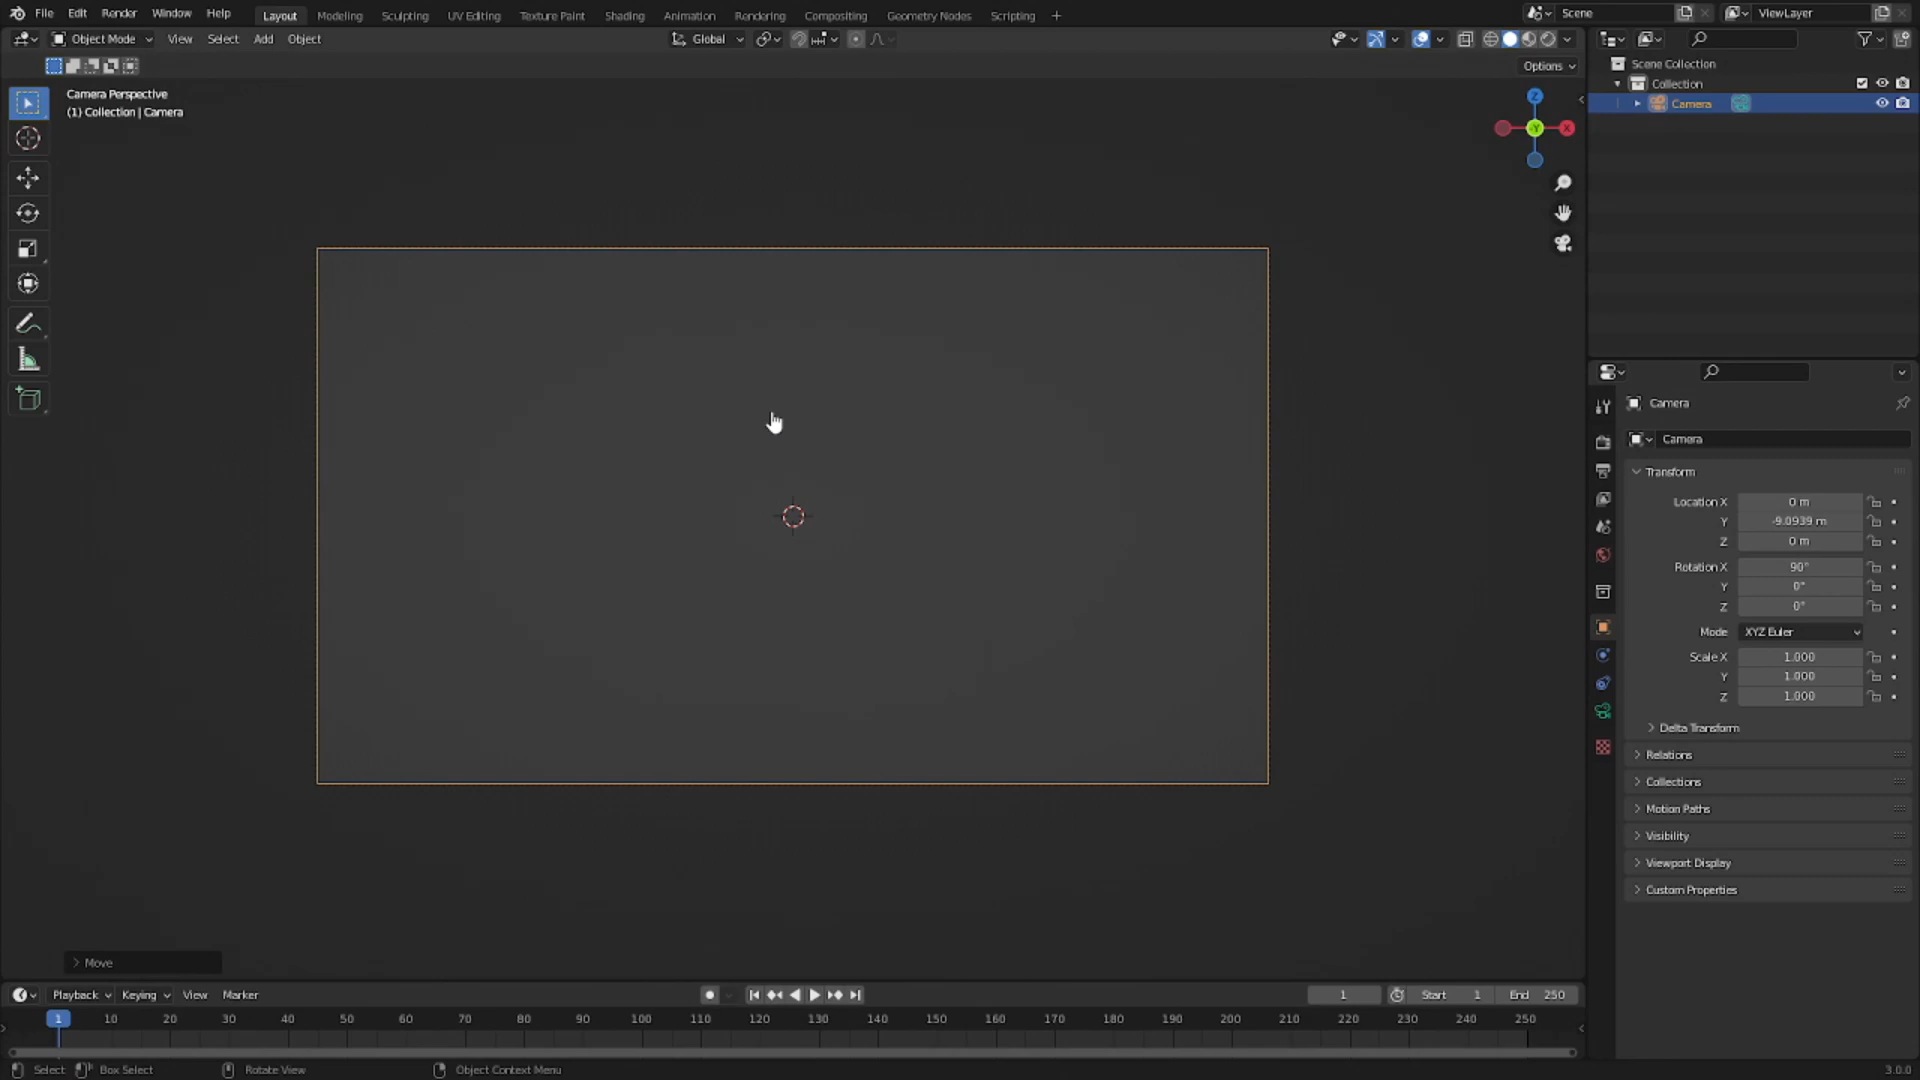 File Edit Render Window Help Layout Modeling Sculpting UV Editing Texture Paint Shading Animation Rendering Compositing Geometry Nodes Scripting + Scene ViewLayer
Object Mode View Select Add Object Global
Options
Camera Perspective
(1) Collection | Camera
Z
-Y
X
Scene Collection
Collection
Camera
Camera
Camera
Transform
Location X 0 m
Y -9.0939 m
Z 0 m
Rotation X 90°
Y 0°
Z 0°
Mode XYZ Euler
Scale X 1.000
Y 1.000
Z 1.000
Delta Transform
Relations
Collections
Motion Paths
Visibility
Viewport Display
Custom Properties
Move
Playback Keying View Marker 1 Start 1 End 250
1 10 20 30 40 50 60 70 80 90 100 110 120 130 140 150 160 170 180 190 200 210 220 230 240 250
Select Box Select Rotate View Object Context Menu 3.0.0